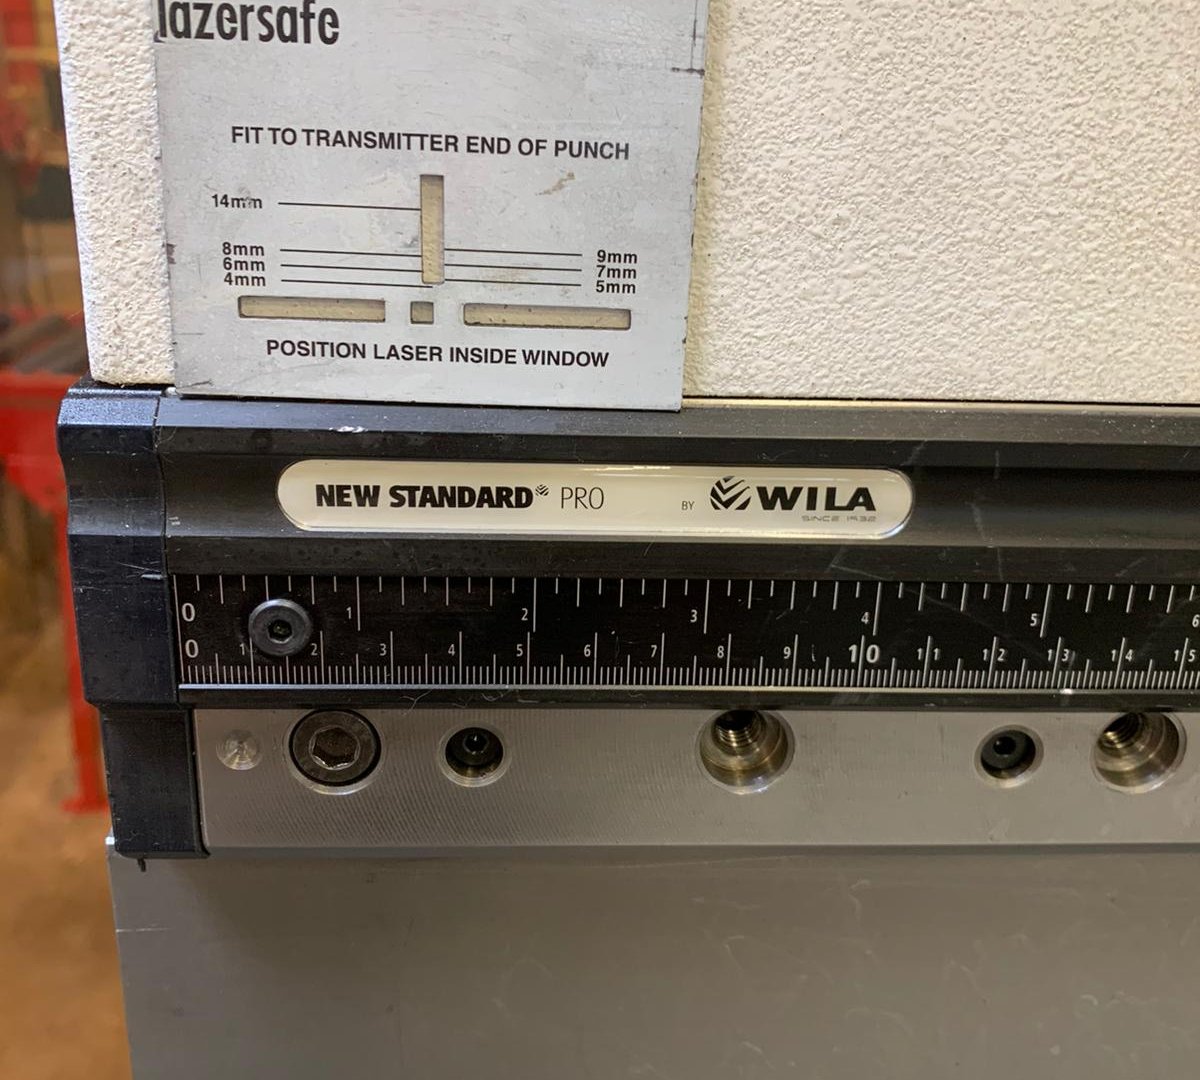 lazersafe
FIT TO TRANSMITTER END OF PUNCH
14mm
8mm 9mm
6mm 7mm
4mm 5mm
POSITION LASER INSIDE WINDOW
NEW STANDARD PRO BY WILA
SINCE 1932
0 1 2 3 4 5 6
0 1 2 3 4 5 6 7 8 9 10 11 12 13 14 15